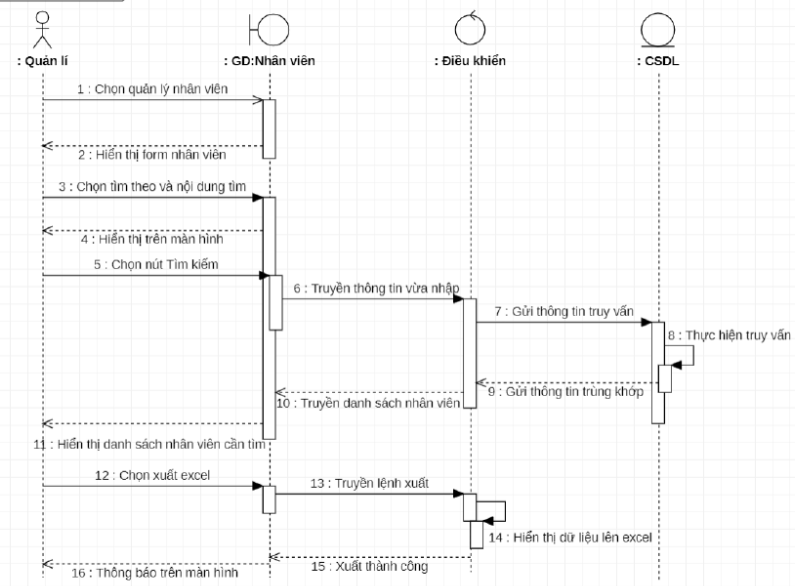 : Quản lí
: GD:Nhân viên
: Điều khiển
: CSDL
1 : Chọn quản lý nhân viên
2 : Hiển thị form nhân viên
3 : Chọn tìm theo và nội dung tìm
4 : Hiển thị trên màn hình
5 : Chọn nút Tìm kiếm
6 : Truyền thông tin vừa nhập
7 : Gửi thông tin truy vấn
8 : Thực hiện truy vấn
9 : Gửi thông tin trùng khớp
10 : Truyền danh sách nhân viên
11 : Hiển thị danh sách nhân viên cần tìm
12 : Chọn xuất excel
13 : Truyền lệnh xuất
14 : Hiển thị dữ liệu lên excel
15 : Xuất thành công
16 : Thông báo trên màn hình